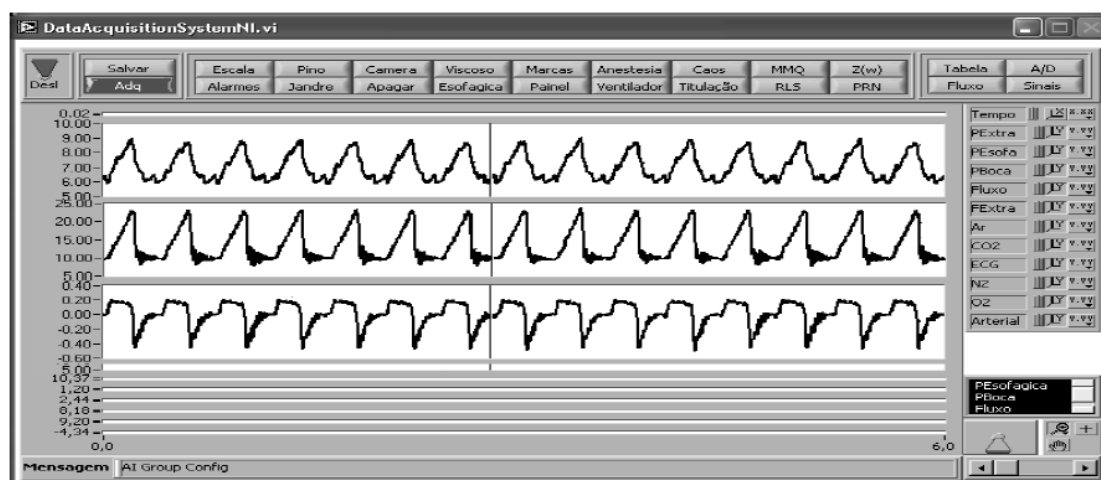 DataAcquisitionSystemNI.vi
Desl
Salvar Escala Pino Camera Viscoso Marcas Anestesia Caos MMQ Z(w) Tabela A/D
Adq Alarmes Jandre Apagar Esofagica Painel Ventilador Titulação RLS PRN Fluxo Sinais
0.02
10.00
9.00
8.00
7.00
6.00
5.00
25.00
20.00
15.00
10.00
5.00
0.40
0.20
0.00
-0.20
-0.40
-0.60
5.00
10,37
1,20
2,44
8,18
9,20
-4,34
0,0 6,0
Tempo
PExtra
PEsofa
PBoca
Fluxo
FExtra
Ar
CO2
ECG
N2
O2
Arterial
PEsofagica
PBoca
Fluxo
Mensagem AI Group Config